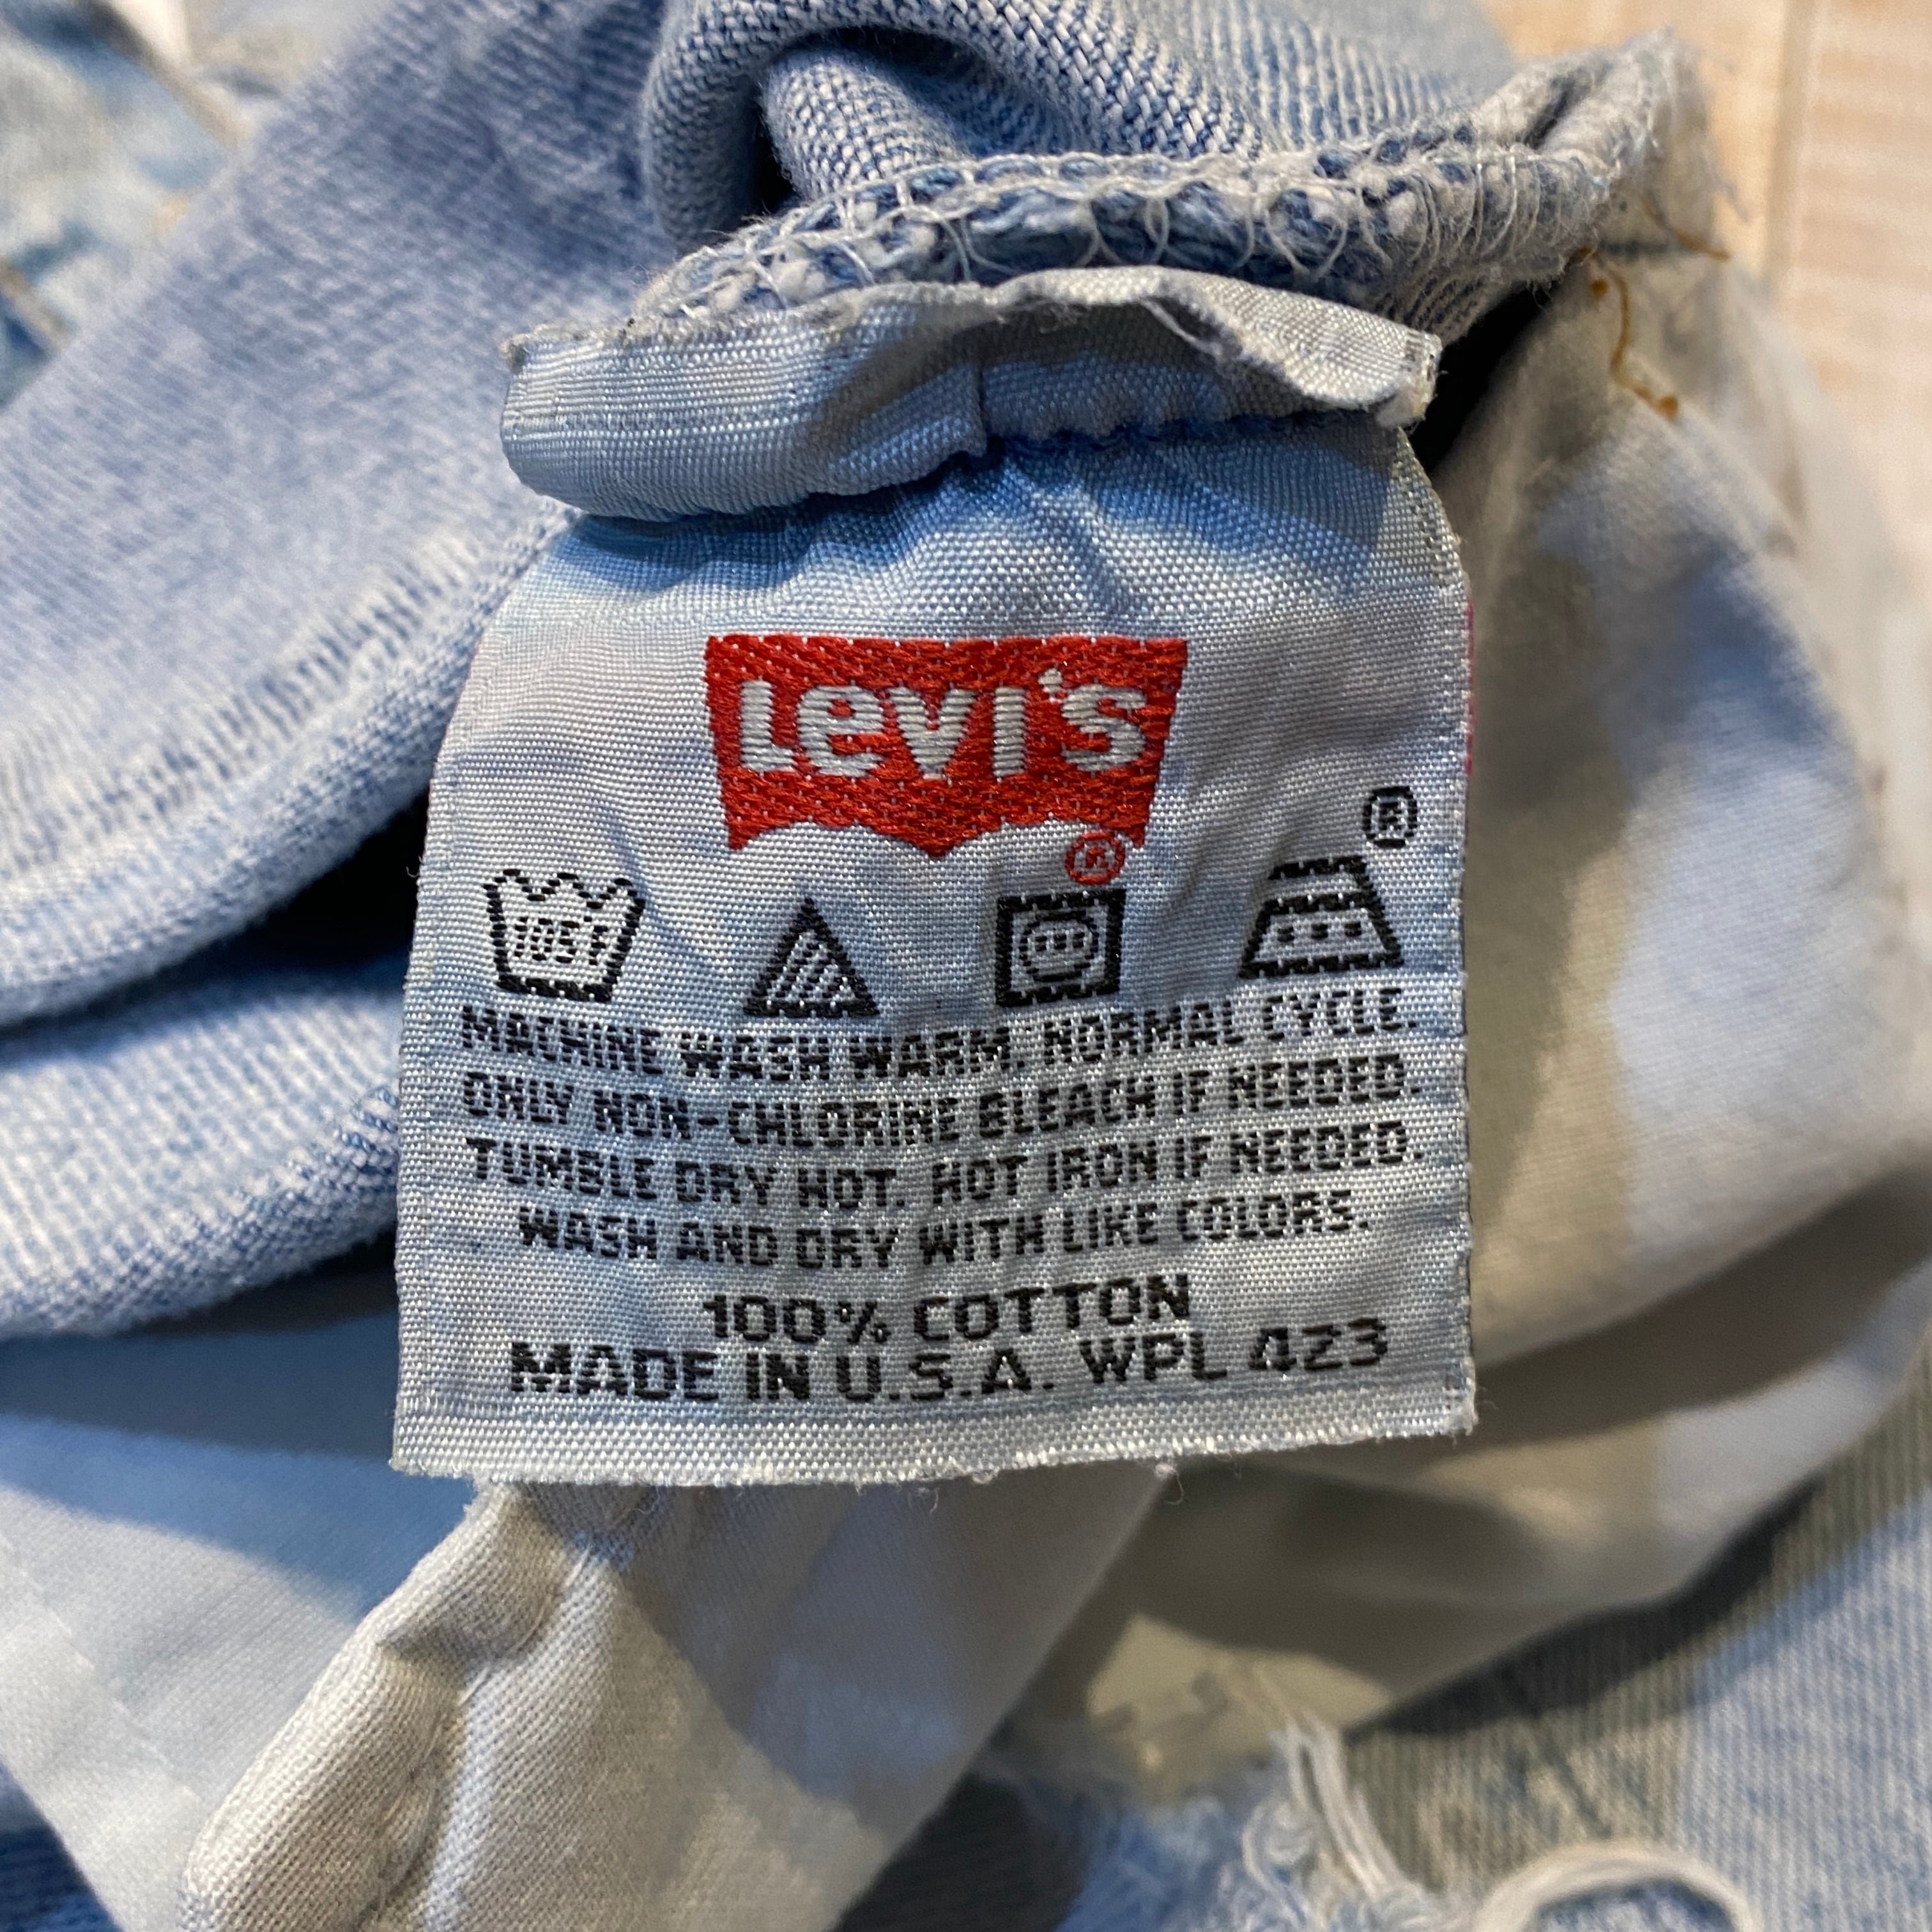 Levi's
®
®
105F
MACHINE WASH WARM. NORMAL CYCLE.
ONLY NON-CHLORINE BLEACH IF NEEDED.
TUMBLE DRY HOT. HOT IRON IF NEEDED.
WASH AND DRY WITH LIKE COLORS.
100% COTTON
MADE IN U.S.A. WPL 423